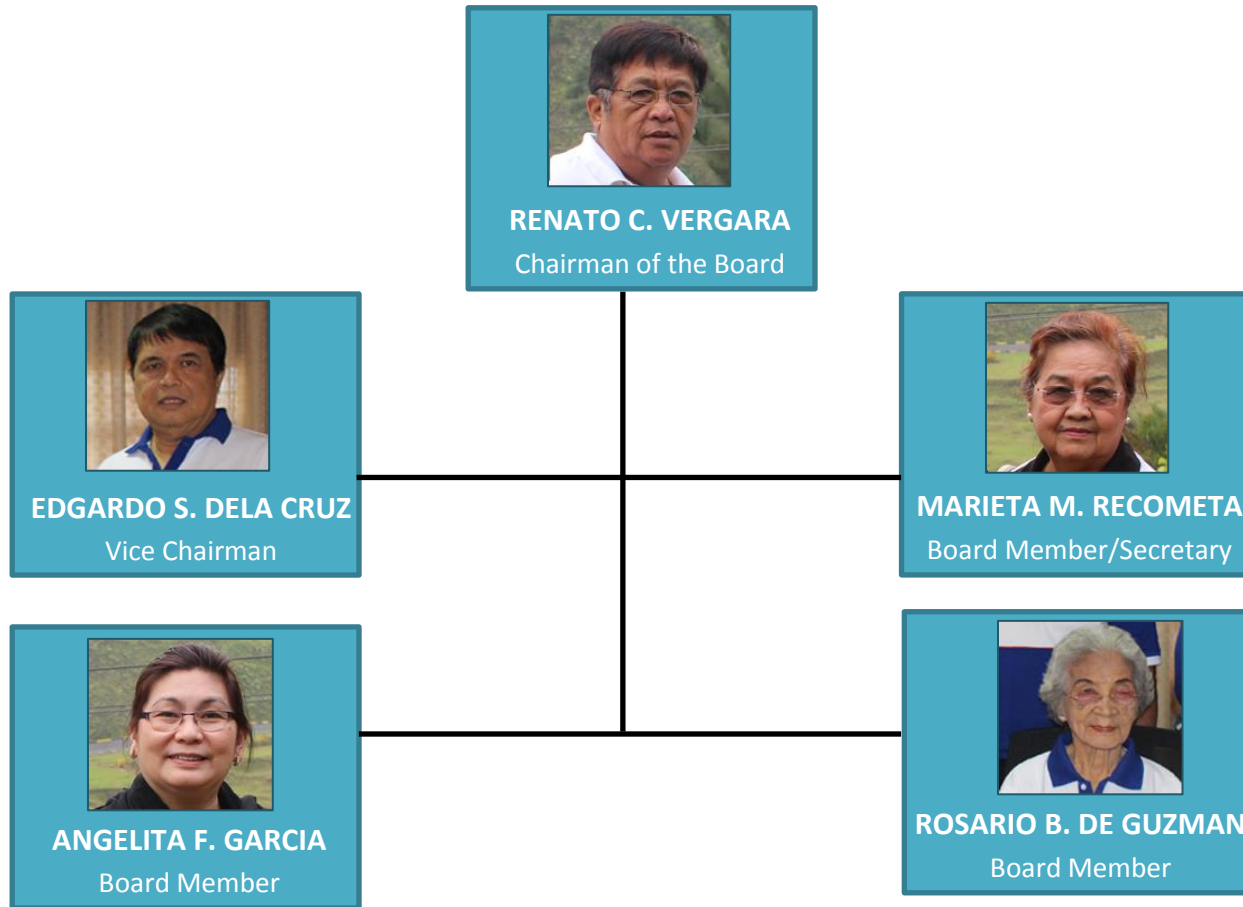 RENATO C. VERGARA
Chairman of the Board
EDGARDO S. DELA CRUZ
Vice Chairman
MARIETA M. RECOMETA
Board Member/Secretary
ANGELITA F. GARCIA
Board Member
ROSARIO B. DE GUZMAN
Board Member